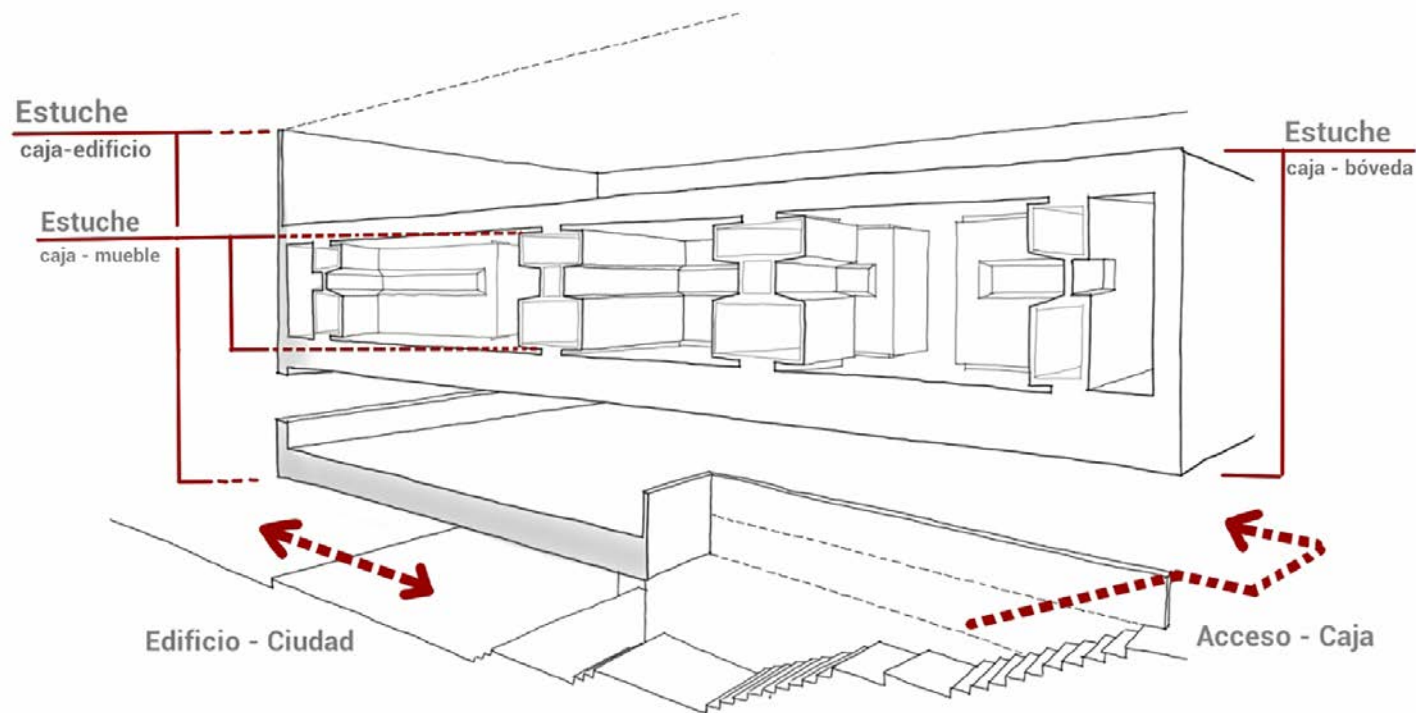 Estuche
caja-edificio
Estuche
caja - bóveda
Estuche
caja - mueble
Edificio - Ciudad
Acceso - Caja